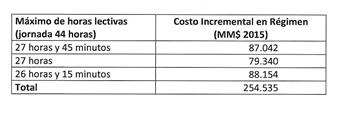 Máximo de horas lectivas (jornada 44 horas) | Costo Incremental en Régimen (MM$ 2015)
27 horas y 45 minutos | 87.042
27 horas | 79.340
26 horas y 15 minutos | 88.154
Total | 254.535